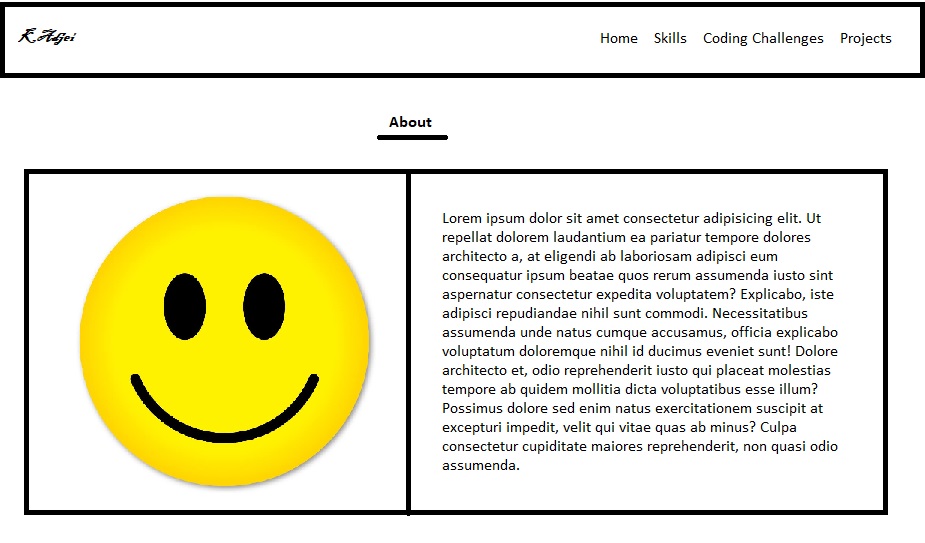 K. Adjei
Home Skills Coding Challenges Projects
About
Lorem ipsum dolor sit amet consectetur adipisicing elit. Ut
repellat dolorem laudantium ea pariatur tempore dolores
architecto a, at eligendi ab laboriosam adipisci eum
consequatur ipsum beatae quos rerum assumenda iusto sint
aspernatur consectetur expedita voluptatem? Explicabo, iste
adipisci repudiandae nihil sunt commodi. Necessitatibus
assumenda unde natus cumque accusamus, officia explicabo
voluptatum doloremque nihil id ducimus eveniet sunt! Dolore
architecto et, odio reprehenderit iusto qui placeat molestias
tempore ab quidem mollitia dicta voluptatibus esse illum?
Possimus dolore sed enim natus exercitationem suscipit at
excepturi impedit, velit qui vitae quas ab minus? Culpa
consectetur cupiditate maiores reprehenderit, non quasi odio
assumenda.